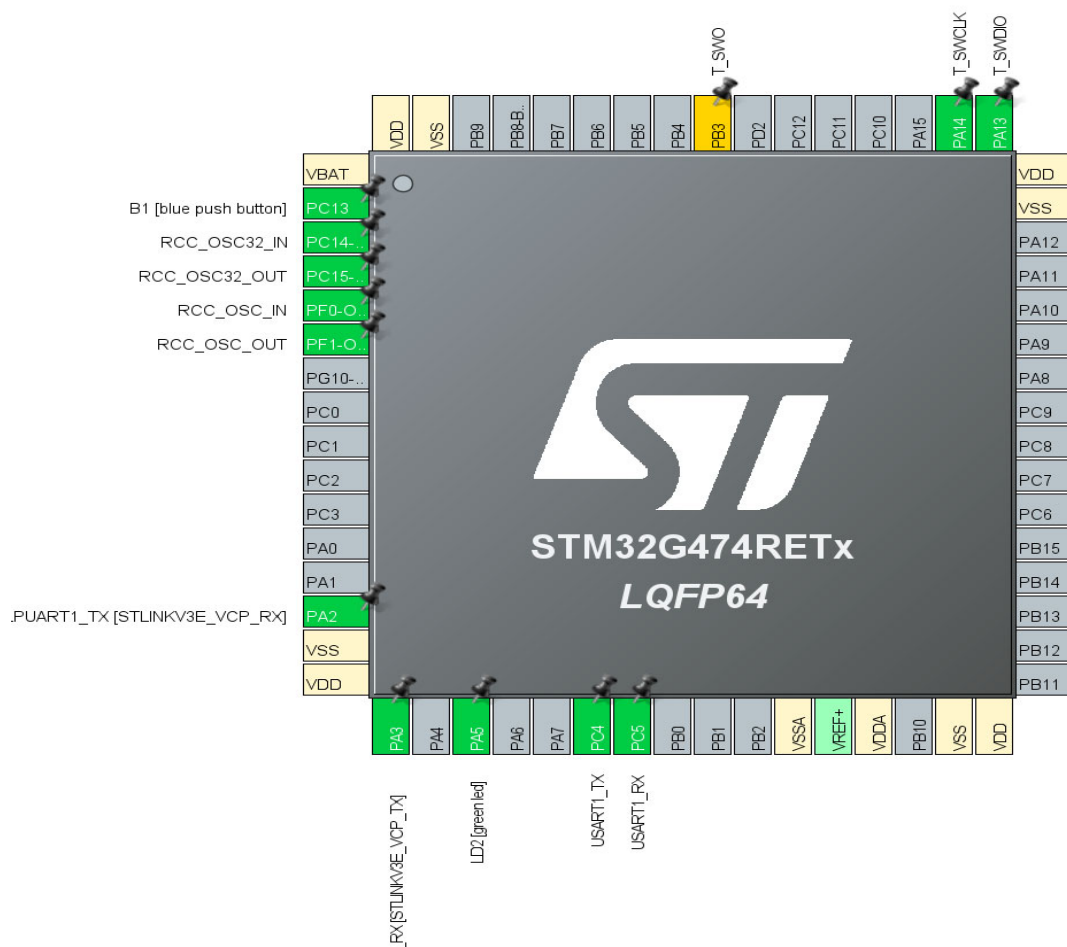 T_SWO
T_SWCLK
T_SWDIO
VDD
VSS
PB9
PB8-B..
PB7
PB6
PB5
PB4
PB3
PD2
PC12
PC11
PC10
PA15
PA14
PA13
VBAT
B1 [blue push button]
PC13
RCC_OSC32_IN
PC14-..
RCC_OSC32_OUT
PC15-..
RCC_OSC_IN
PF0-O..
RCC_OSC_OUT
PF1-O..
PG10-..
PC0
PC1
PC2
PC3
PA0
PA1
.PUART1_TX [STLINKV3E_VCP_RX]
PA2
VSS
VDD
VDD
VSS
PA12
PA11
PA10
PA9
PA8
PC9
PC8
PC7
PC6
PB15
PB14
PB13
PB12
PB11
ST
STM32G474RETx
LQFP64
PA3
PA4
PA5
PA6
PA7
PC4
PC5
PB0
PB1
PB2
VSSA
VREF+
VDDA
PB10
VSS
VDD
_RX [STLINKV3E_VCP_TX]
LD2 [green led]
USART1_TX
USART1_RX